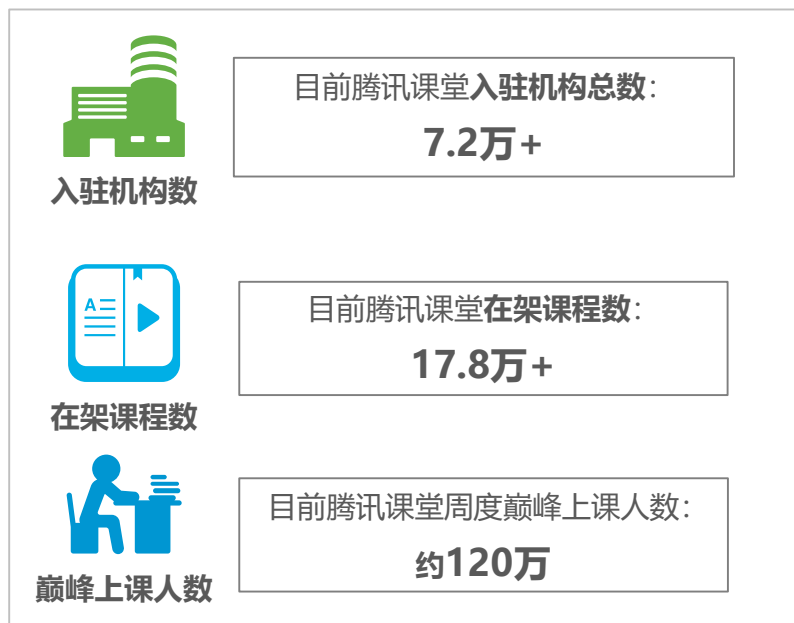 目前腾讯课堂入驻机构总数：
7.2万+
入驻机构数
目前腾讯课堂在架课程数：
17.8万+
A
在架课程数
目前腾讯课堂周度巅峰上课人数：
约120万
巅峰上课人数